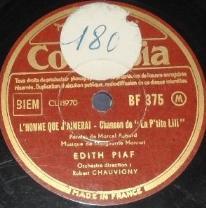 Columbia
180
BIEM
CL 8970
BF 375
M
L'HOMME QUE J'AIMERAI - Chanson de "La P'tite Lili"
Paroles de Marcel Achard
Musique de Marguerite Monnot
EDITH PIAF
Orchestre direction :
Robert CHAUVIGNY
MADE IN FRANCE